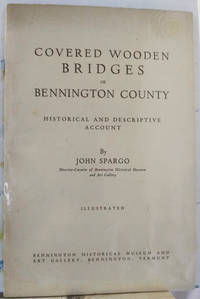 COVERED WOODEN
BRIDGES
OF
BENNINGTON COUNTY
HISTORICAL AND DESCRIPTIVE
ACCOUNT
By
JOHN SPARGO
Director-Curator of Bennington Historical Museum
and Art Gallery
ILLUSTRATED
BENNINGTON HISTORICAL MUSEUM AND
ART GALLERY, BENNINGTON, VERMONT